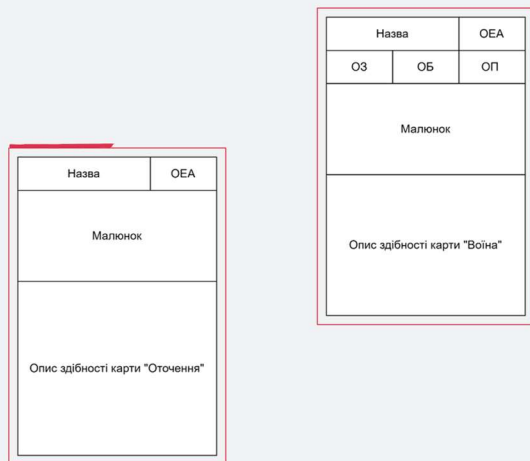 Назва
ОЕА
ОЗ
ОБ
ОП
Малюнок
Опис здібності карти "Воїна"
Назва
ОЕА
Малюнок
Опис здібності карти "Оточення"